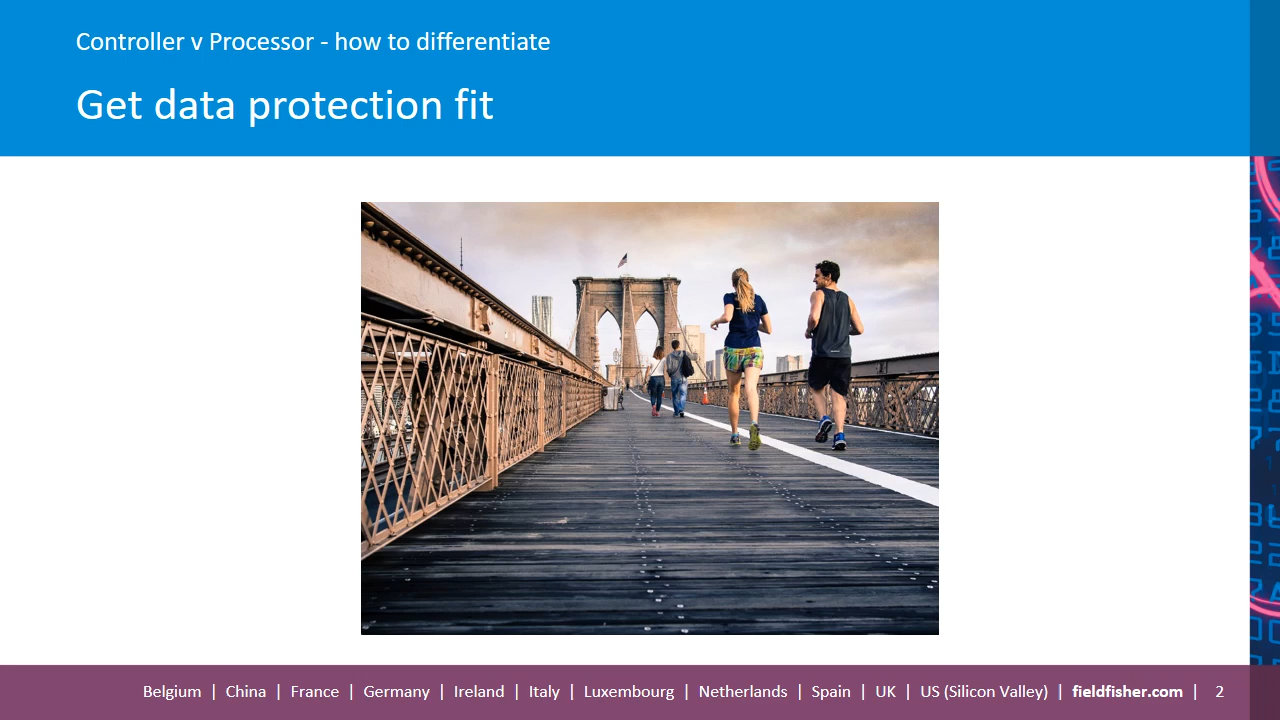 Controller v Processor - how to differentiate
Get data protection fit
Belgium | China | France | Germany | Ireland | Italy | Luxembourg | Netherlands | Spain | UK | US (Silicon Valley) | fieldfisher.com | 2